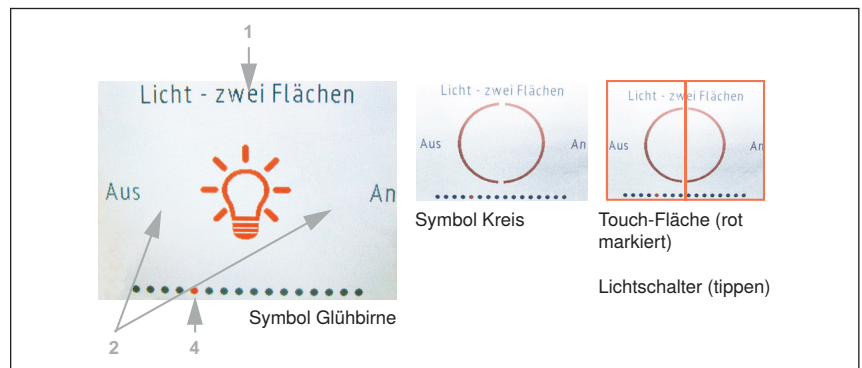 1
Licht - zwei Flächen
Aus
An
2
4
Symbol Glühbirne
Licht - zwei Flächen
Aus
An
Symbol Kreis
Licht - zwei Flächen
Aus
An
Touch-Fläche (rot
markiert)
Lichtschalter (tippen)